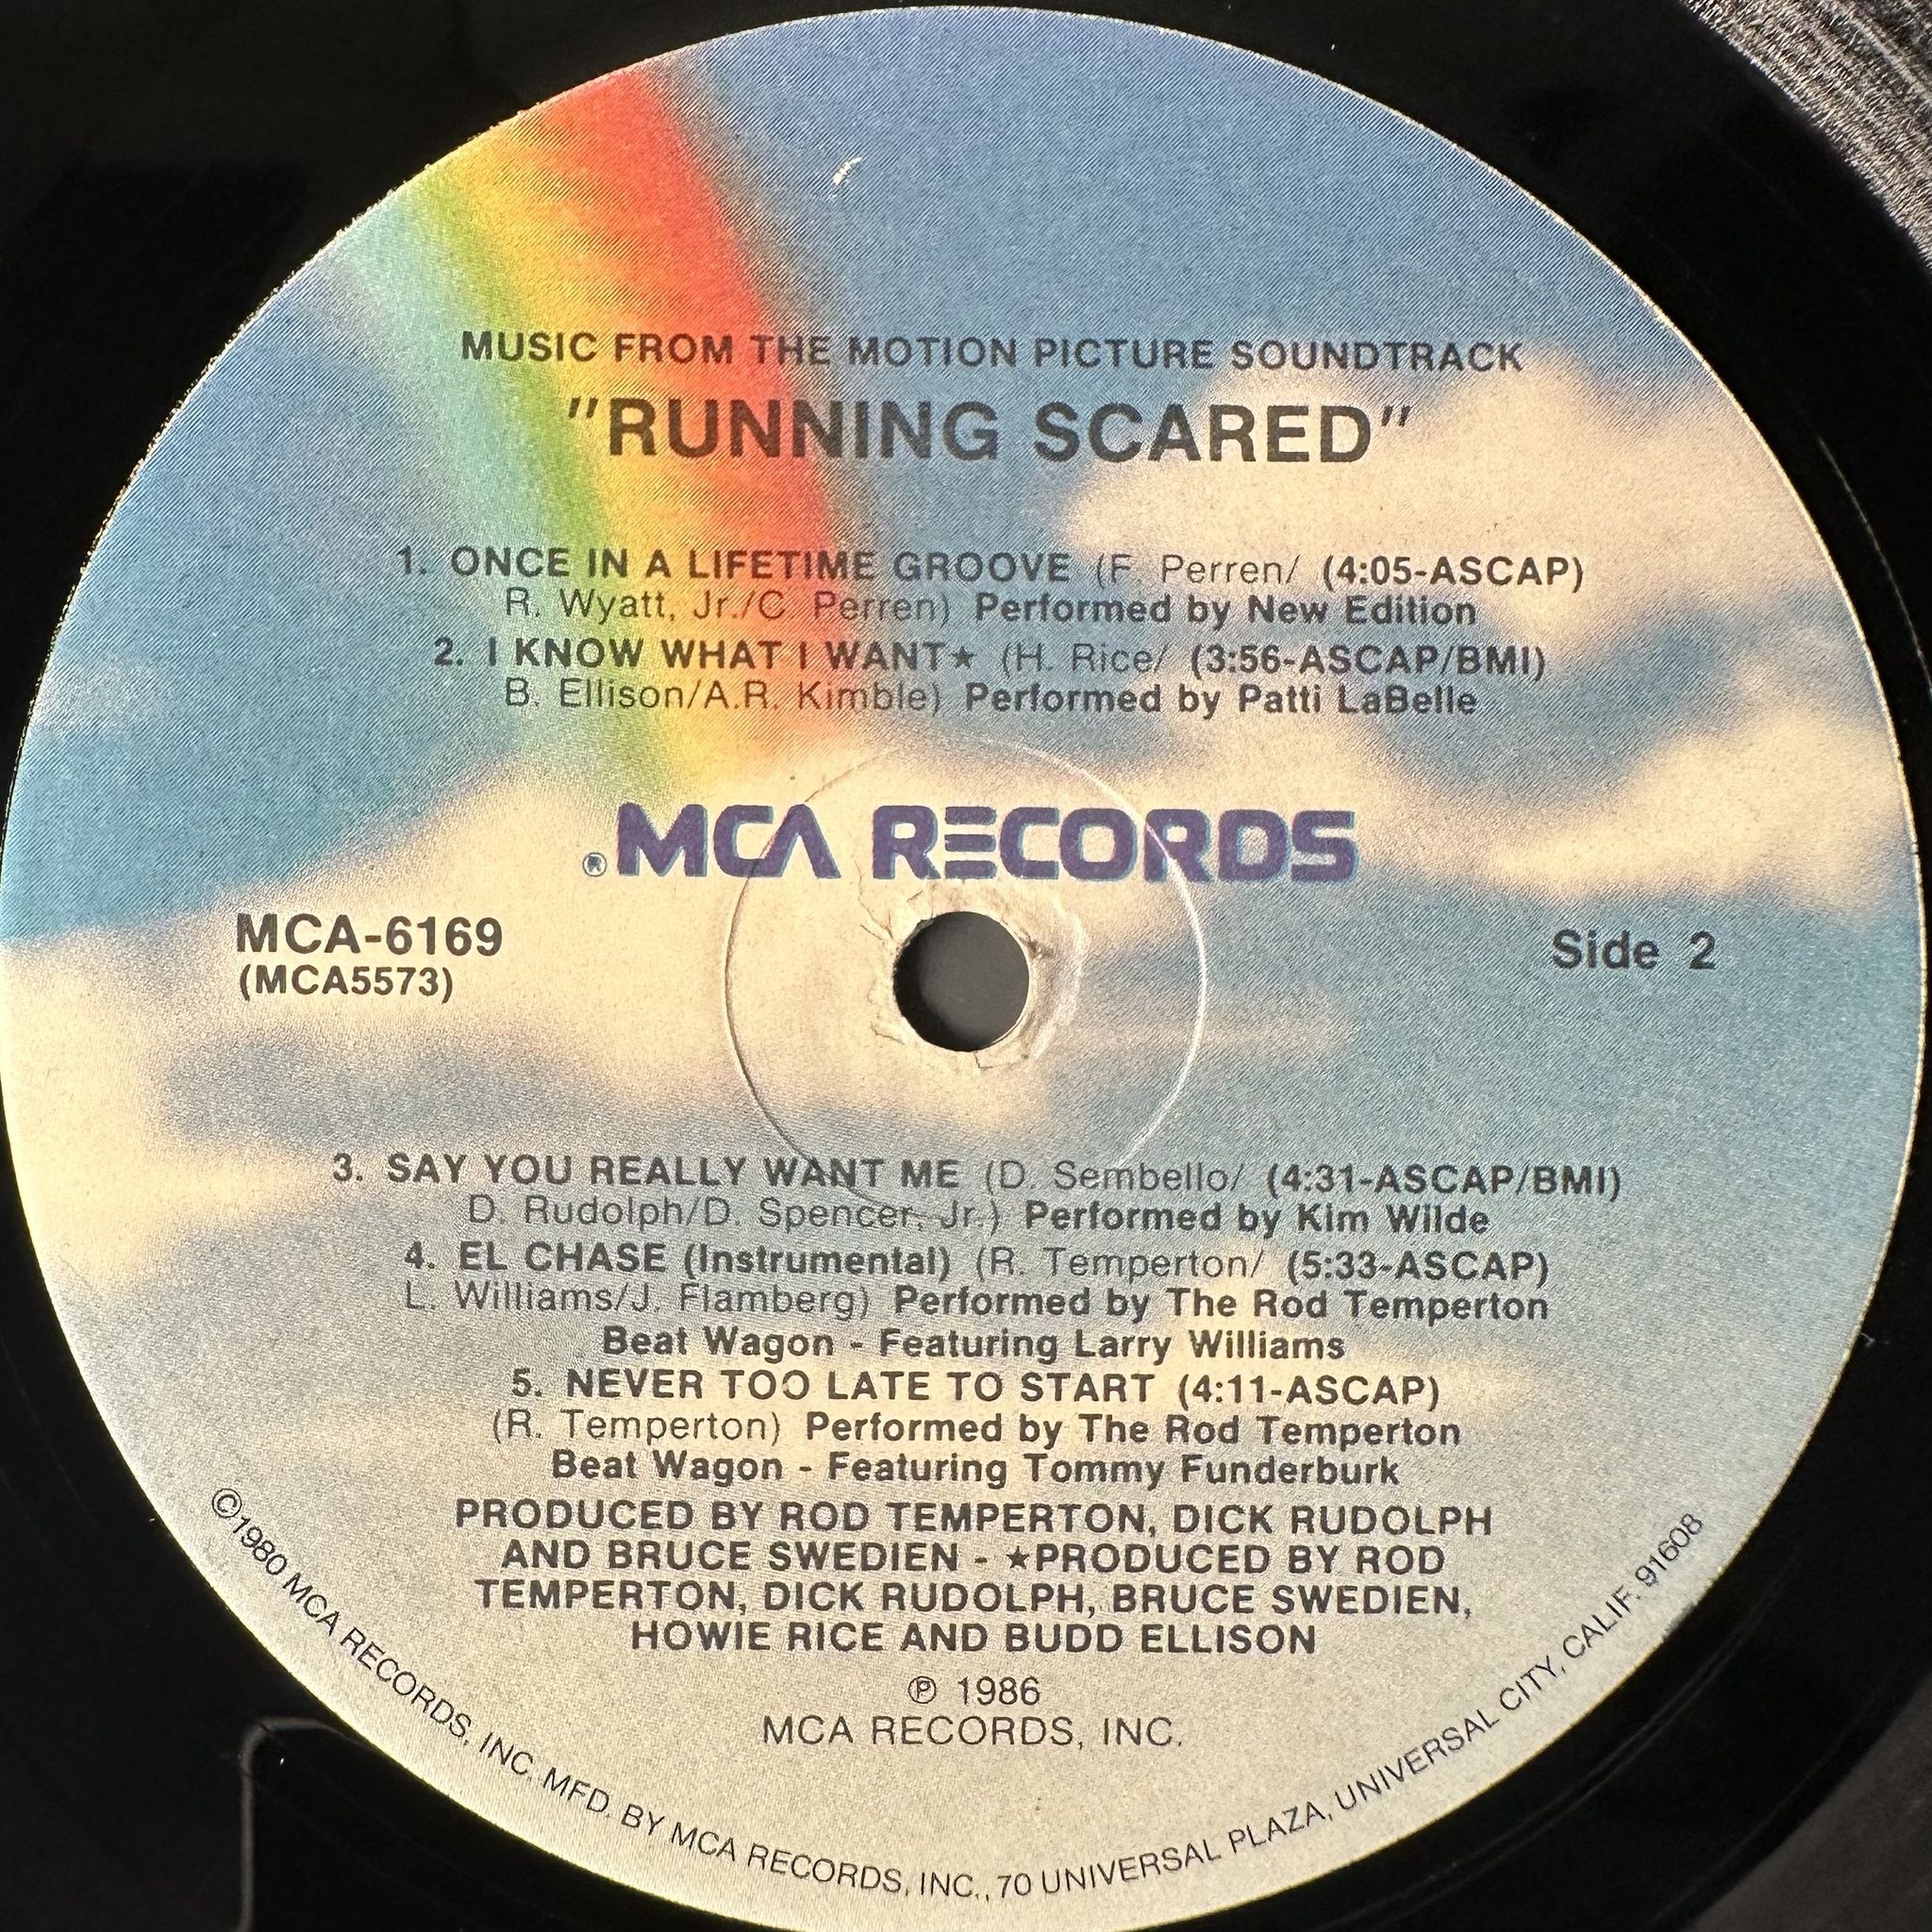 MUSIC FROM THE MOTION PICTURE SOUNDTRACK
"RUNNING SCARED"
1. ONCE IN A LIFETIME GROOVE (F. Perren/ (4:05-ASCAP)
R. Wyatt, Jr./C. Perren) Performed by New Edition
2. I KNOW WHAT I WANT★ (H. Rice/ (3:56-ASCAP/BMI)
B. Ellison/A.R. Kimble) Performed by Patti LaBelle
® MCA RECORDS
MCA-6169
(MCA5573)
Side 2
3. SAY YOU REALLY WANT ME (D. Sembello/ (4:31-ASCAP/BMI)
D. Rudolph/D. Spencer, Jr.) Performed by Kim Wilde
4. EL CHASE (Instrumental) (R. Temperton/ (5:33-ASCAP)
L. Williams/J. Flamberg) Performed by The Rod Temperton
Beat Wagon - Featuring Larry Williams
5. NEVER TOO LATE TO START (4:11-ASCAP)
(R. Temperton) Performed by The Rod Temperton
Beat Wagon - Featuring Tommy Funderburk
PRODUCED BY ROD TEMPERTON, DICK RUDOLPH
AND BRUCE SWEDIEN - ★PRODUCED BY ROD
TEMPERTON, DICK RUDOLPH, BRUCE SWEDIEN,
HOWIE RICE AND BUDD ELLISON
℗ 1986
MCA RECORDS, INC.
©1980 MCA RECORDS, INC. MFD. BY MCA RECORDS, INC., 70 UNIVERSAL PLAZA, UNIVERSAL CITY, CALIF. 91608